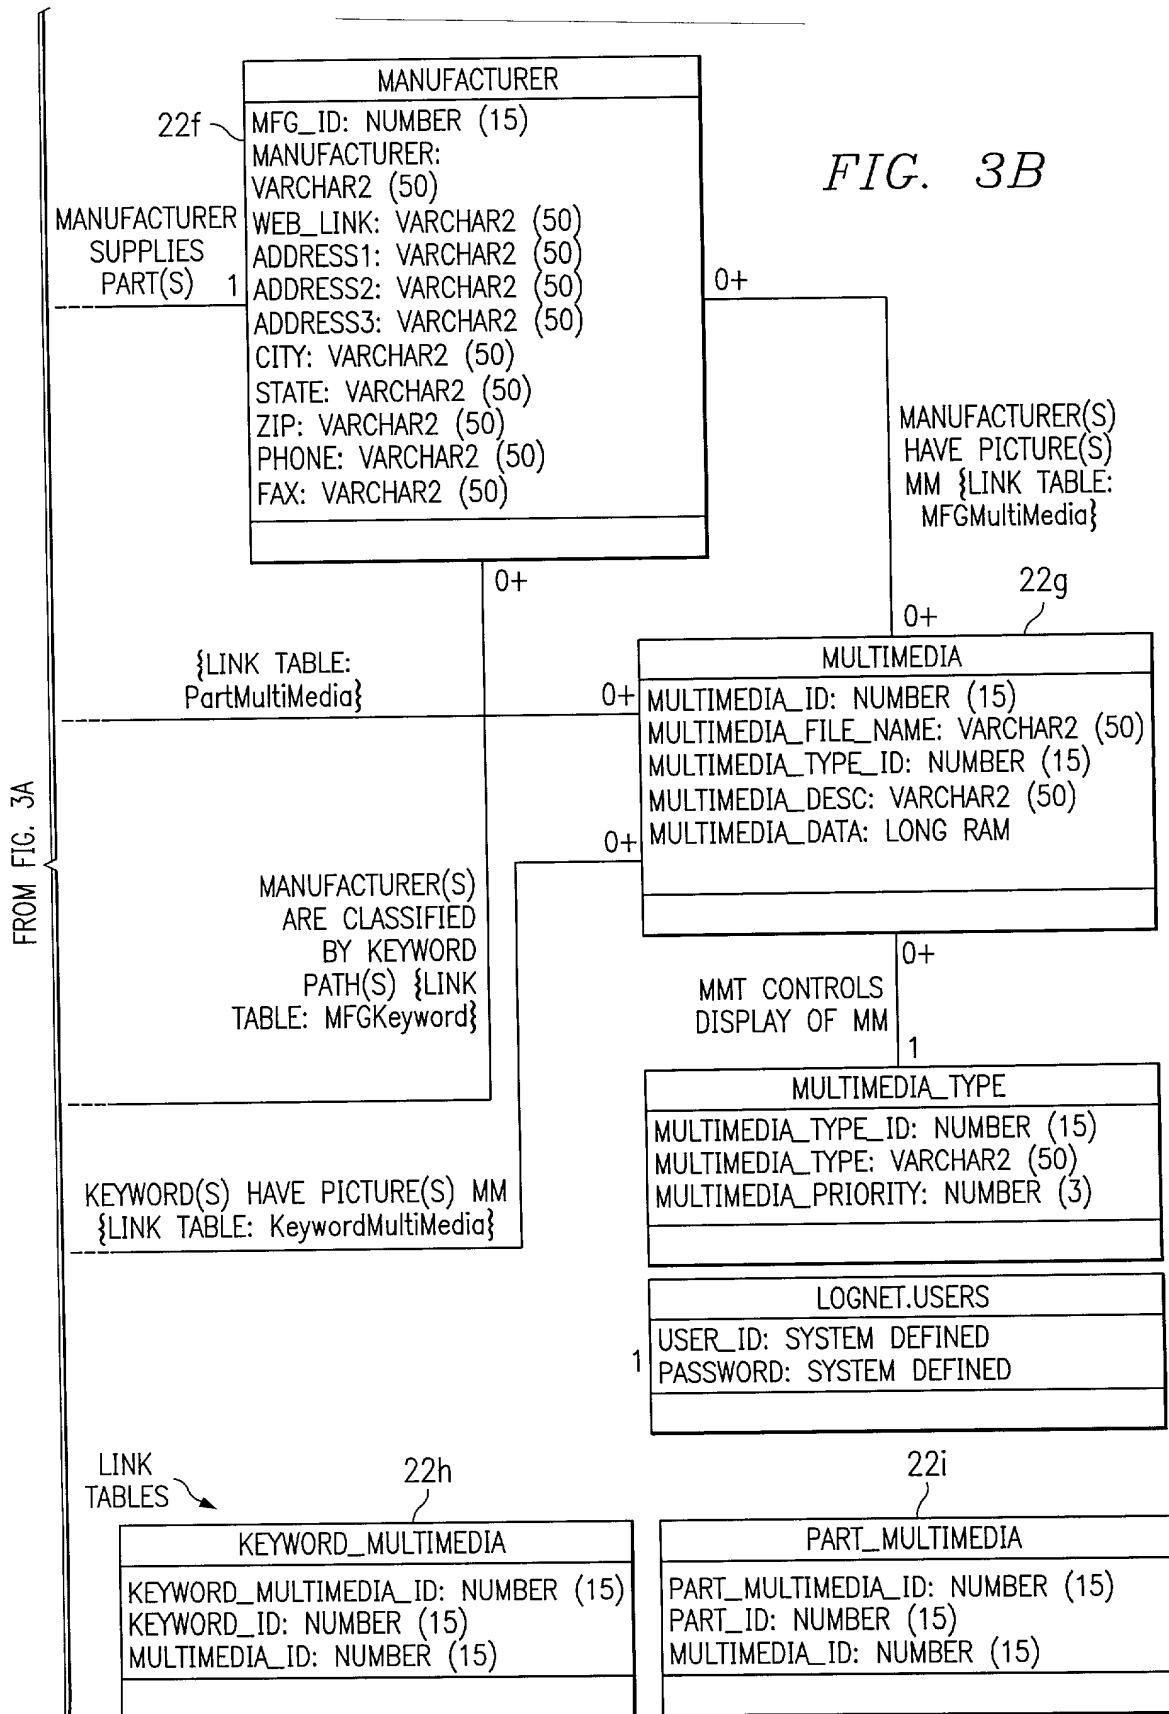 MANUFACTURER
22f
MFG_ID: NUMBER (15)
MANUFACTURER:
VARCHAR2 (50)
WEB_LINK: VARCHAR2 (50)
ADDRESS1: VARCHAR2 (50)
ADDRESS2: VARCHAR2 (50)
ADDRESS3: VARCHAR2 (50)
CITY: VARCHAR2 (50)
STATE: VARCHAR2 (50)
ZIP: VARCHAR2 (50)
PHONE: VARCHAR2 (50)
FAX: VARCHAR2 (50)
FIG. 3B
MANUFACTURER
SUPPLIES
PART(S)
1
0+
MANUFACTURER(S)
HAVE PICTURE(S)
MM {LINK TABLE:
MFGMultiMedia}
0+
0+
22g
{LINK TABLE:
PartMultiMedia}
0+
MULTIMEDIA
MULTIMEDIA_ID: NUMBER (15)
MULTIMEDIA_FILE_NAME: VARCHAR2 (50)
MULTIMEDIA_TYPE_ID: NUMBER (15)
MULTIMEDIA_DESC: VARCHAR2 (50)
MULTIMEDIA_DATA: LONG RAM
0+
FROM FIG. 3A
MANUFACTURER(S)
ARE CLASSIFIED
BY KEYWORD
PATH(S) {LINK
TABLE: MFGKeyword}
0+
MMT CONTROLS
DISPLAY OF MM
1
MULTIMEDIA_TYPE
MULTIMEDIA_TYPE_ID: NUMBER (15)
MULTIMEDIA_TYPE: VARCHAR2 (50)
MULTIMEDIA_PRIORITY: NUMBER (3)
KEYWORD(S) HAVE PICTURE(S) MM
{LINK TABLE: KeywordMultiMedia}
LOGNET.USERS
1
USER_ID: SYSTEM DEFINED
PASSWORD: SYSTEM DEFINED
LINK
TABLES
22h
KEYWORD_MULTIMEDIA
KEYWORD_MULTIMEDIA_ID: NUMBER (15)
KEYWORD_ID: NUMBER (15)
MULTIMEDIA_ID: NUMBER (15)
22i
PART_MULTIMEDIA
PART_MULTIMEDIA_ID: NUMBER (15)
PART_ID: NUMBER (15)
MULTIMEDIA_ID: NUMBER (15)